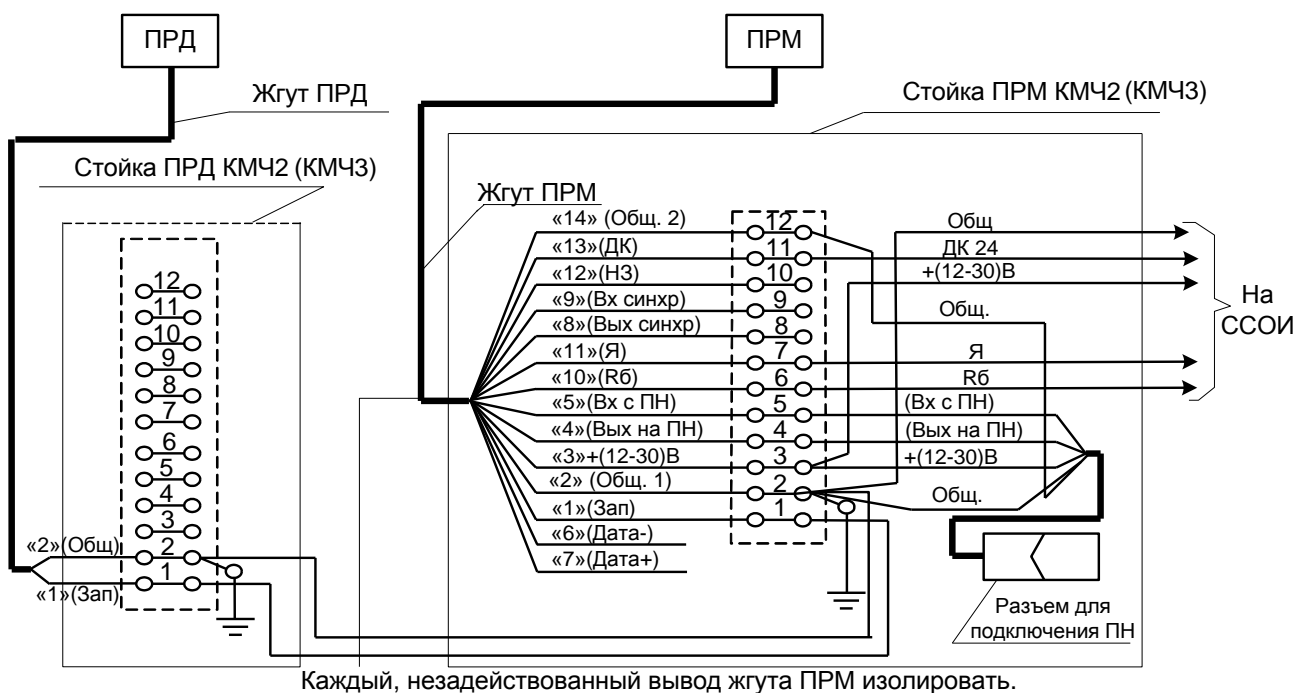 ПРД
ПРМ
Жгут ПРД
Стойка ПРМ КМЧ2 (КМЧ3)
Стойка ПРД КМЧ2 (КМЧ3)
Жгут ПРМ
«14» (Общ. 2)
12
Общ
«13»(ДК)
11
ДК 24
«12»(НЗ)
10
+(12-30)В
«9»(Вх синхр)
9
Общ.
«8»(Вых синхр)
8
«11»(Я)
7
Я
«10»(Rб)
6
Rб
«5»(Вх с ПН)
5
(Вх с ПН)
«4»(Вых на ПН)
4
(Вых на ПН)
«3»+(12-30)В
3
+(12-30)В
«2» (Общ. 1)
2
Общ.
«1»(Зап)
1
«6»(Дата-)
«7»(Дата+)
На
ССОИ
12
11
10
9
8
7
6
5
4
3
«2»(Общ)
2
1
«1»(Зап)
Разъем для
подключения ПН
Каждый, незадействованный вывод жгута ПРМ изолировать.